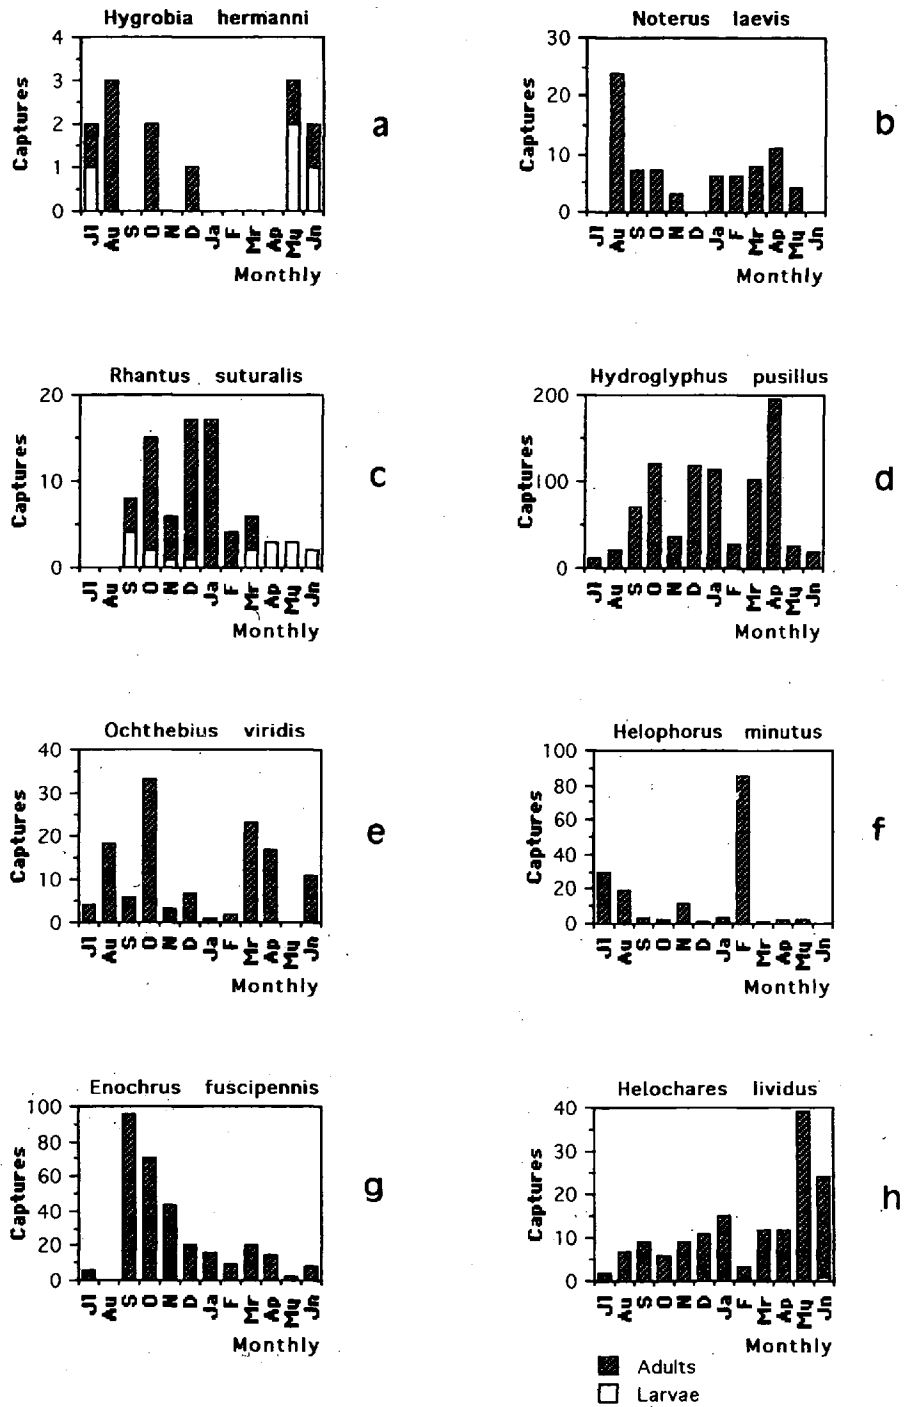 Hygrobia hermanni
4
3
2
1
0
Captures
Jl Au S O N D Ja F Mr Ap My Jn
Monthly
a
Noterus laevis
30
20
10
0
Captures
Jl Au S O N D Ja F Mr Ap My Jn
Monthly
b
Rhantus suturalis
20
10
0
Captures
Jl Au S O N D Ja F Mr Ap My Jn
Monthly
c
Hydroglyphus pusillus
200
100
0
Captures
Jl Au S O N D Ja F Mr Ap My Jn
Monthly
d
Ochthebius viridis
40
30
20
10
0
Captures
Jl Au S O N D Ja F Mr Ap My Jn
Monthly
e
Helophorus minutus
100
80
60
40
20
0
Captures
Jl Au S O N D Ja F Mr Ap My Jn
Monthly
f
Enochrus fuscipennis
100
80
60
40
20
0
Captures
Jl Au S O N D Ja F Mr Ap My Jn
Monthly
g
Helochares lividus
40
30
20
10
0
Captures
Jl Au S O N D Ja F Mr Ap My Jn
Monthly
h
Adults
Larvae